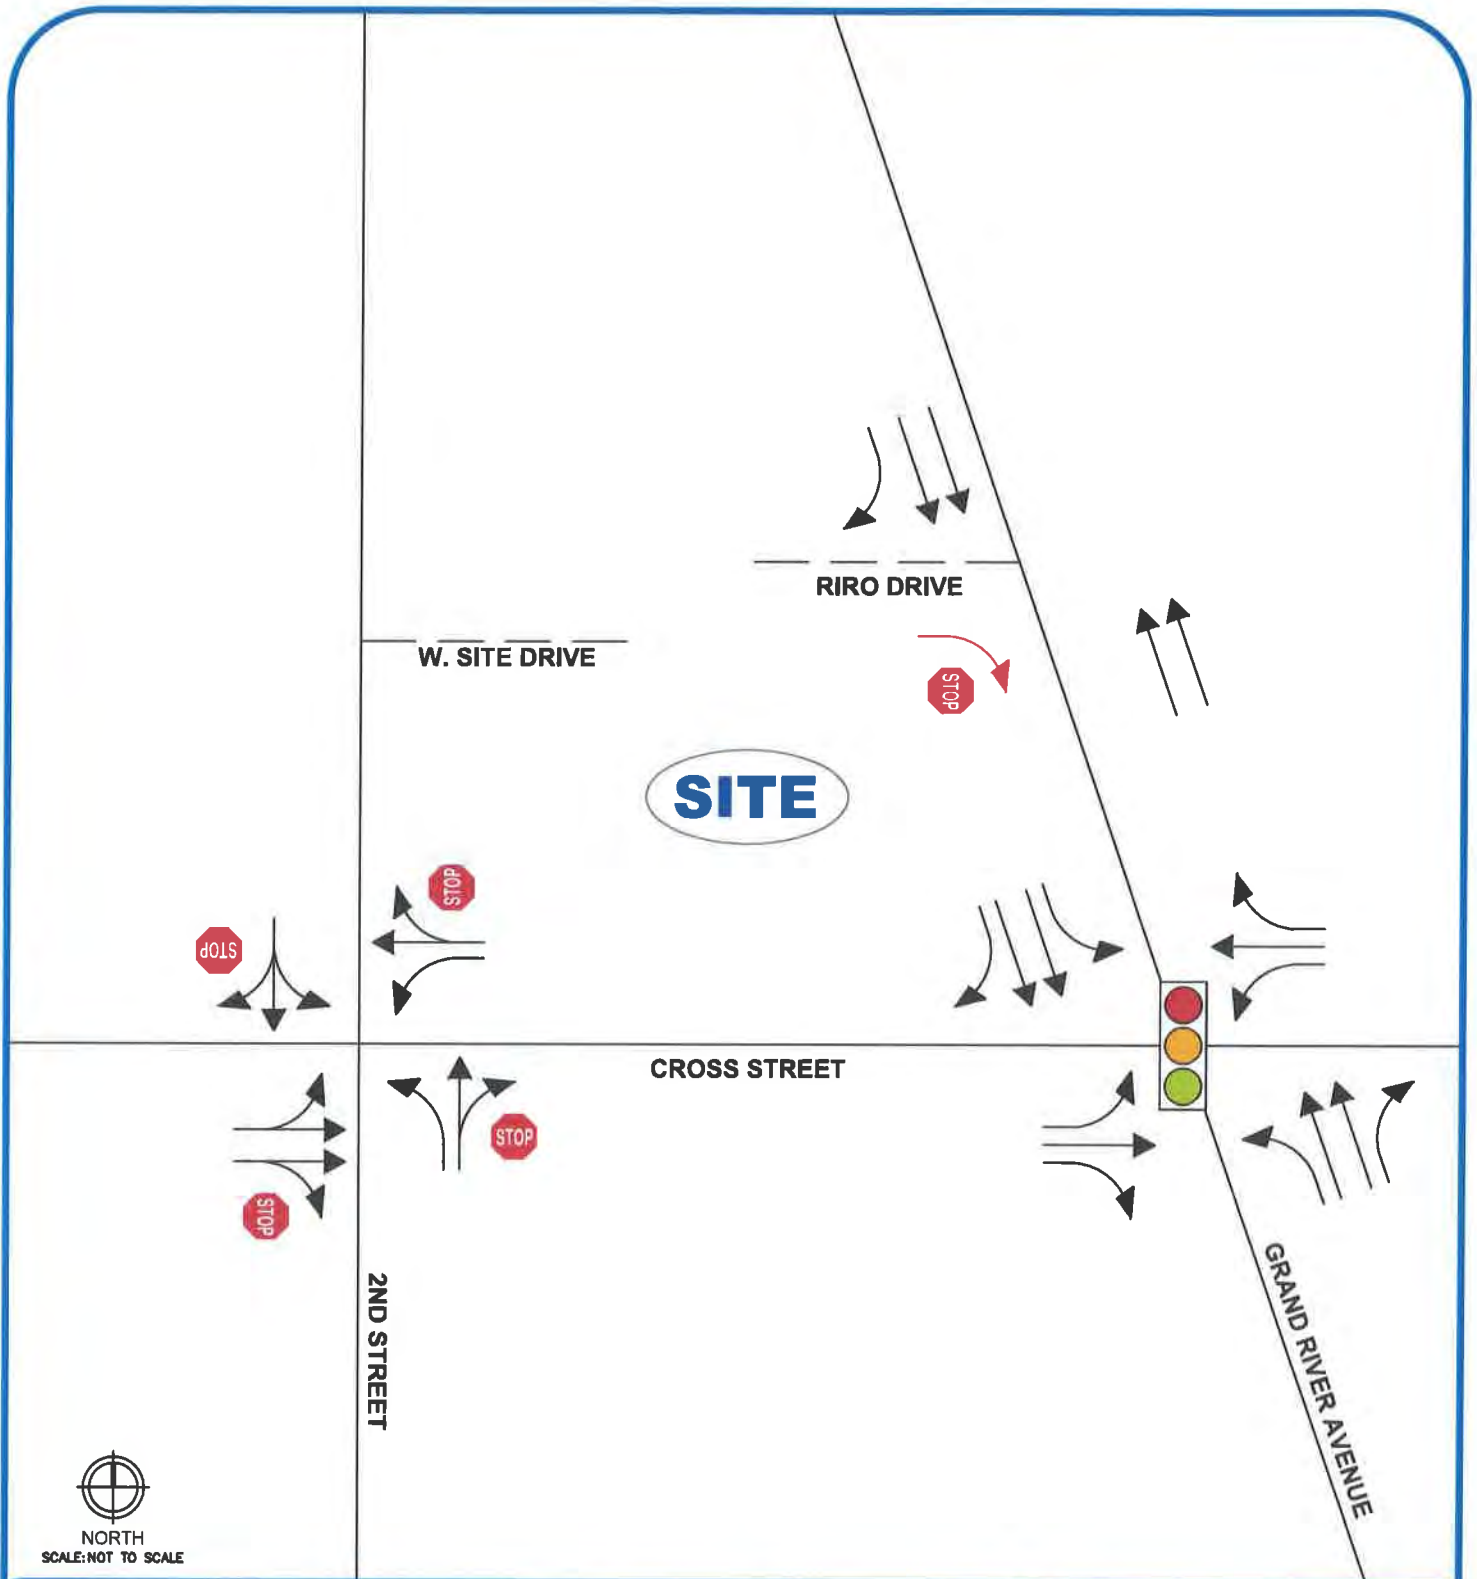 RIRO DRIVE
W. SITE DRIVE
STOP
SITE
STOP
STOP
CROSS STREET
STOP
STOP
2ND STREET
GRAND RIVER AVENUE
NORTH
SCALE:NOT TO SCALE